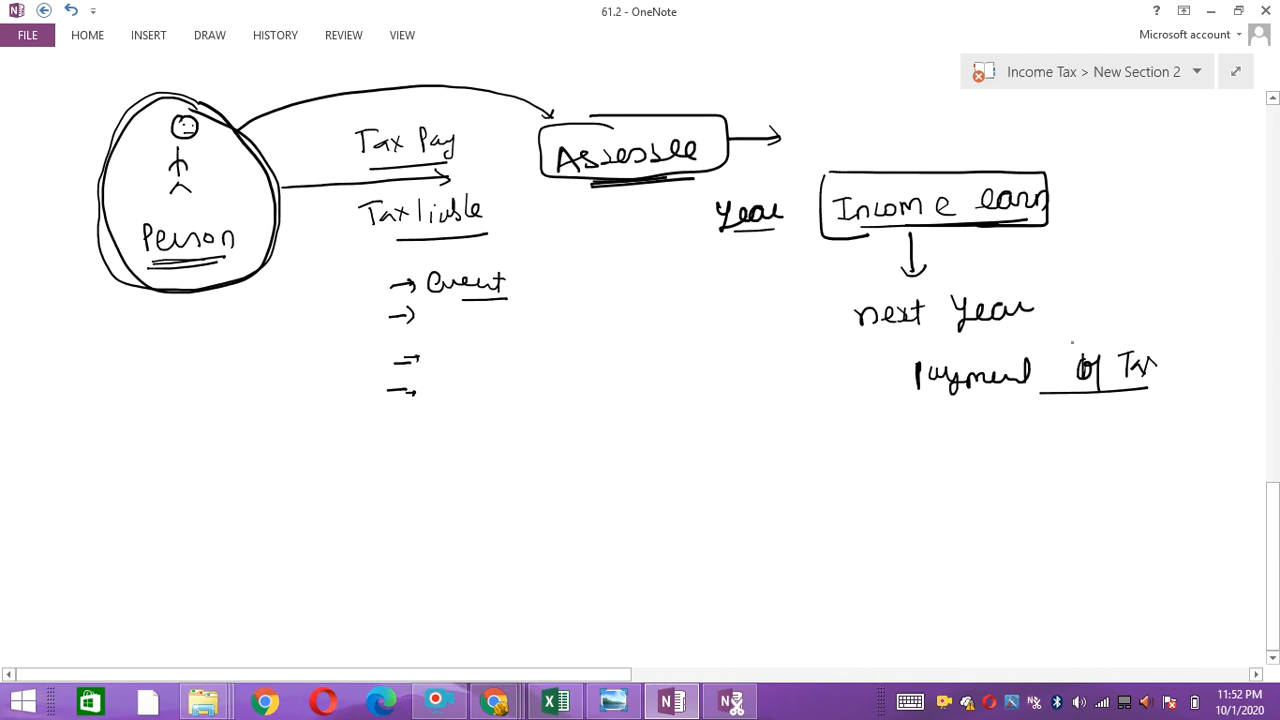 61.2 - OneNote
?
FILE HOME INSERT DRAW HISTORY REVIEW VIEW
Microsoft account
Income Tax > New Section 2
Tax Pay
Assessee
Tax liable
Year
Income earn
Person
Event
next Year
Payment of Tax
11:52 PM
10/1/2020